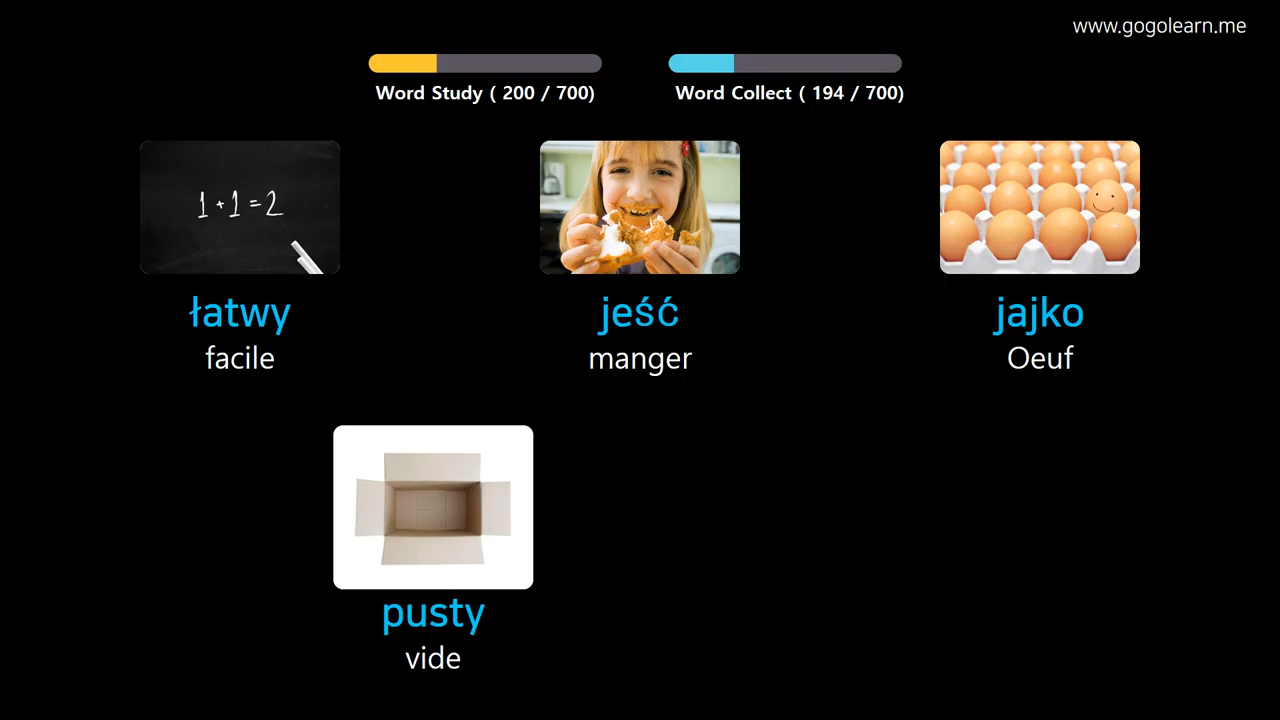 www.gogolearn.me
Word Study ( 200 / 700)
Word Collect ( 194 / 700)
1 + 1 = 2
łatwy
facile
jeść
manger
jajko
Oeuf
pusty
vide